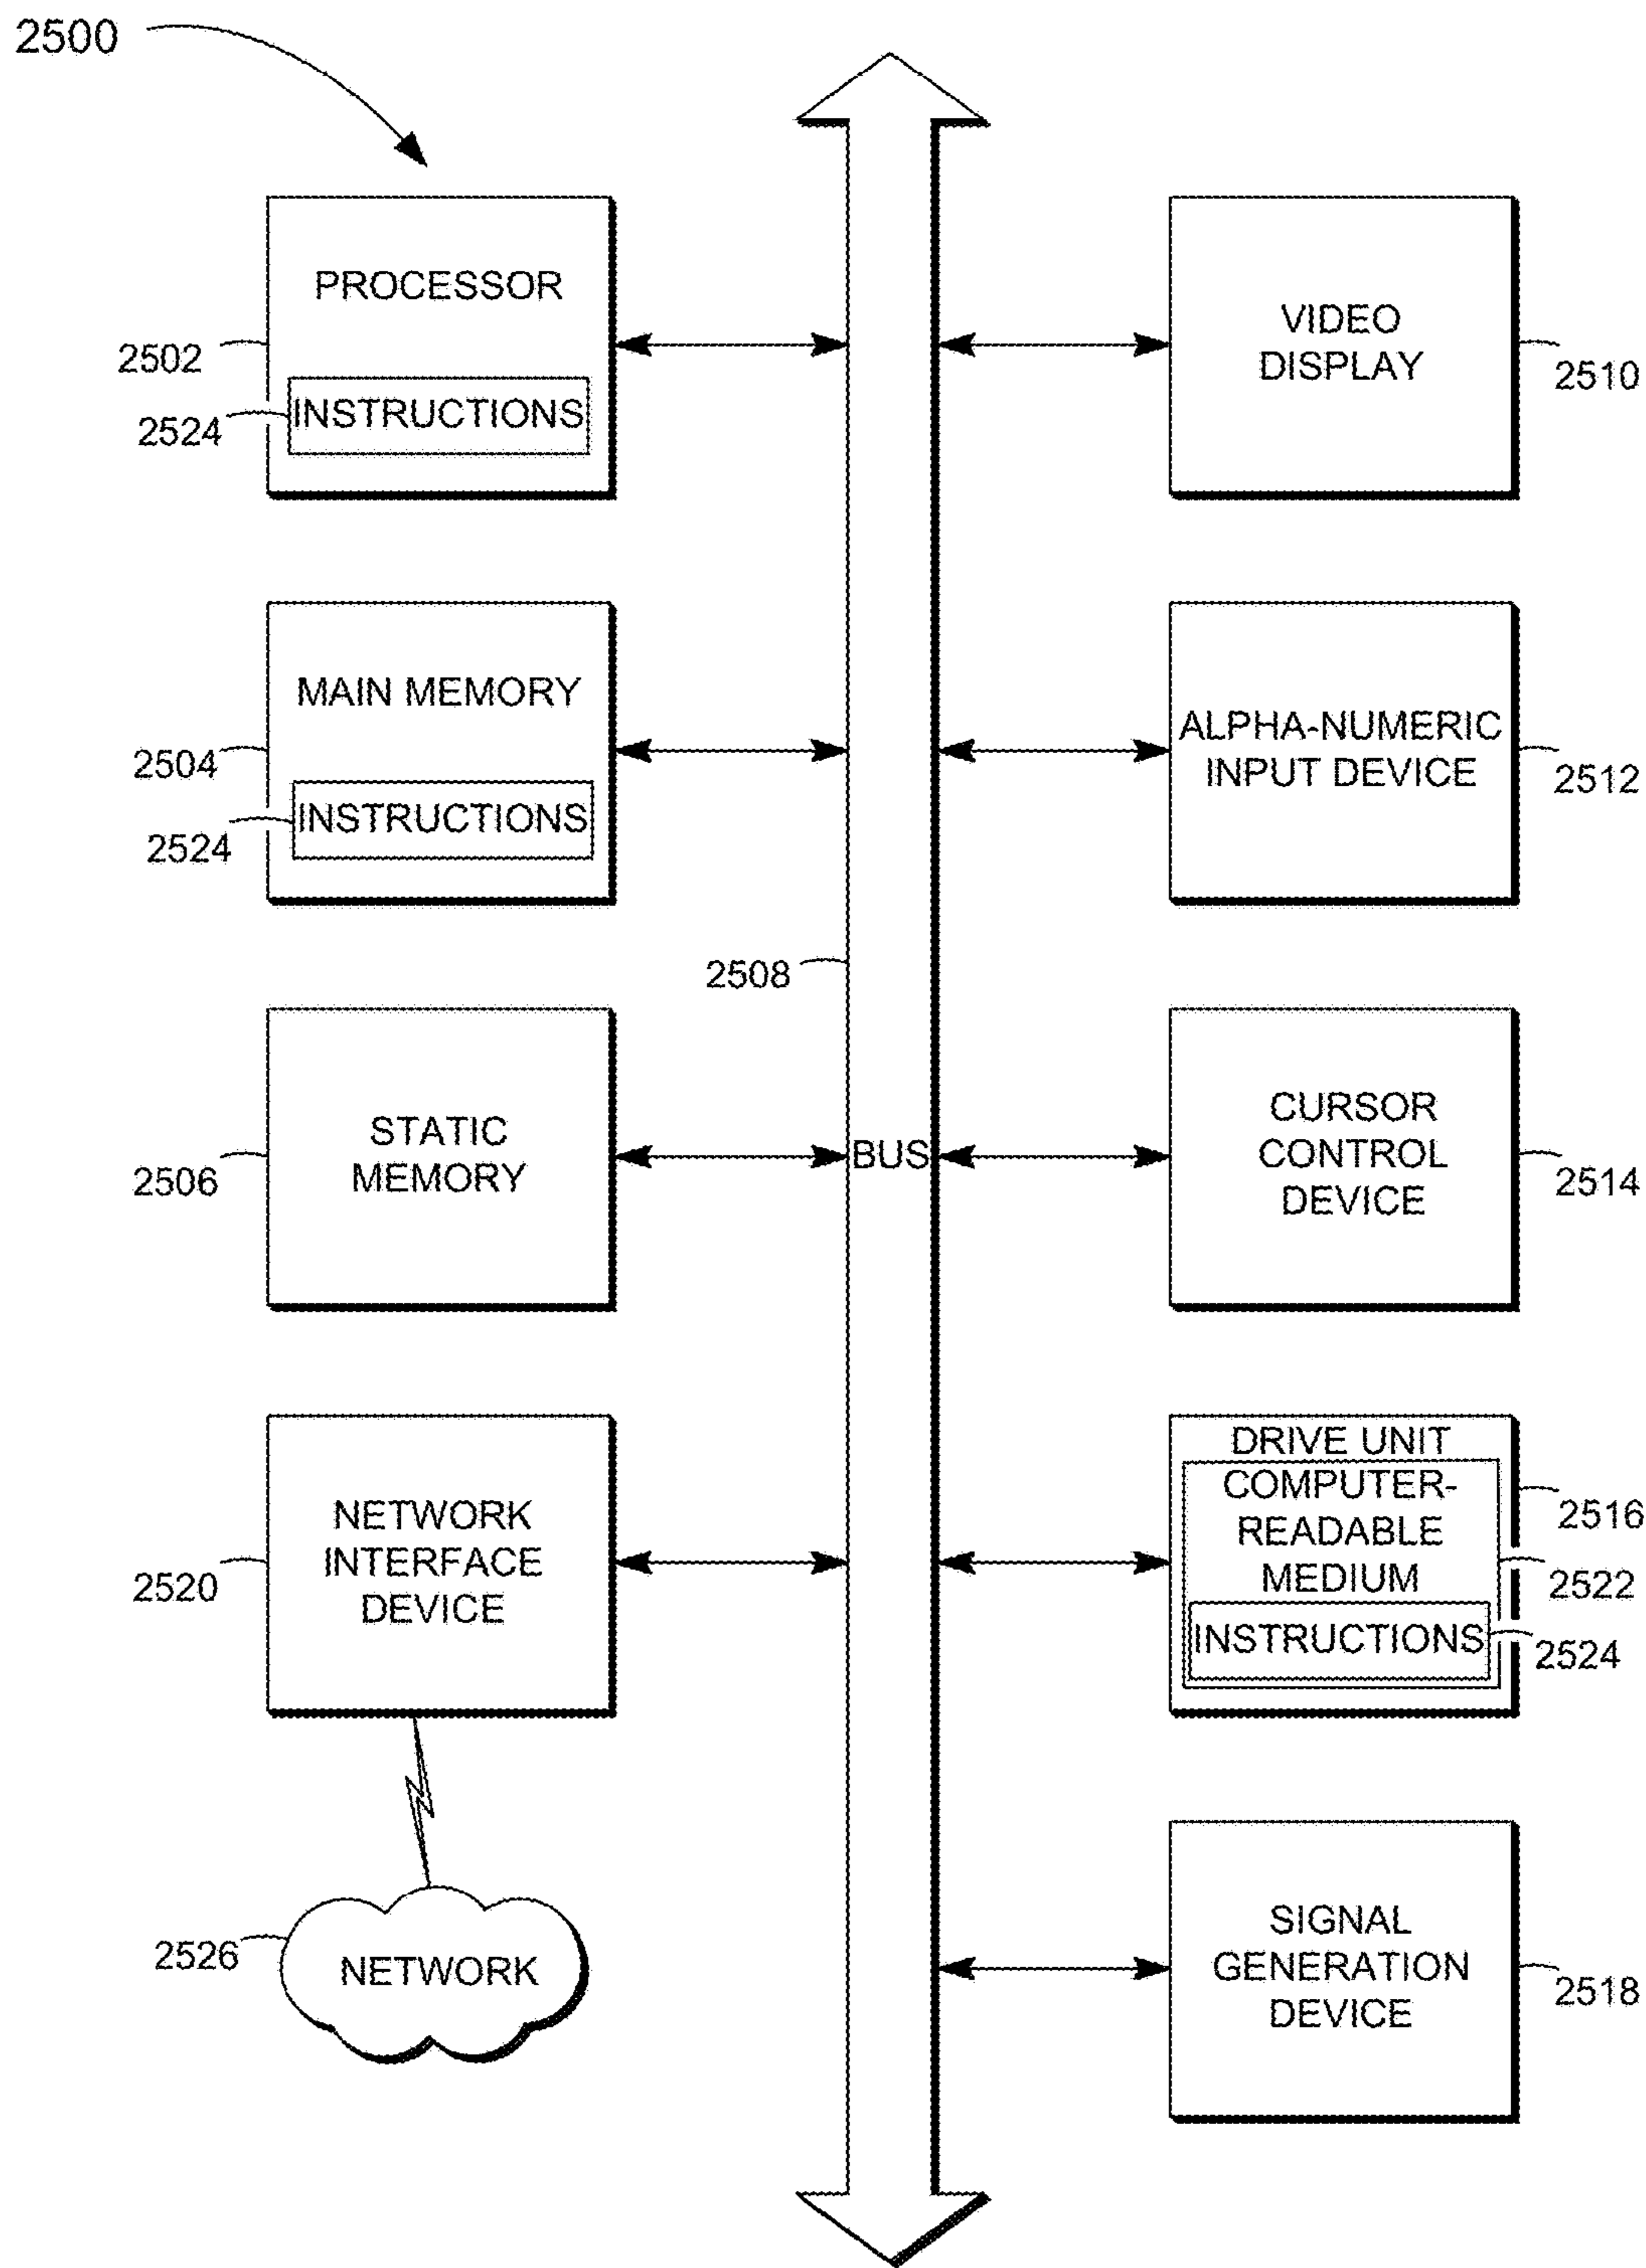 2500
PROCESSOR
2502
INSTRUCTIONS
2524
MAIN MEMORY
2504
INSTRUCTIONS
2524
STATIC
MEMORY
2506
NETWORK
INTERFACE
DEVICE
2520
NETWORK
2526
2508
BUS
VIDEO
DISPLAY
2510
ALPHA-NUMERIC
INPUT DEVICE
2512
CURSOR
CONTROL
DEVICE
2514
DRIVE UNIT
COMPUTER-
READABLE
MEDIUM
2516
2522
INSTRUCTIONS
2524
SIGNAL
GENERATION
DEVICE
2518